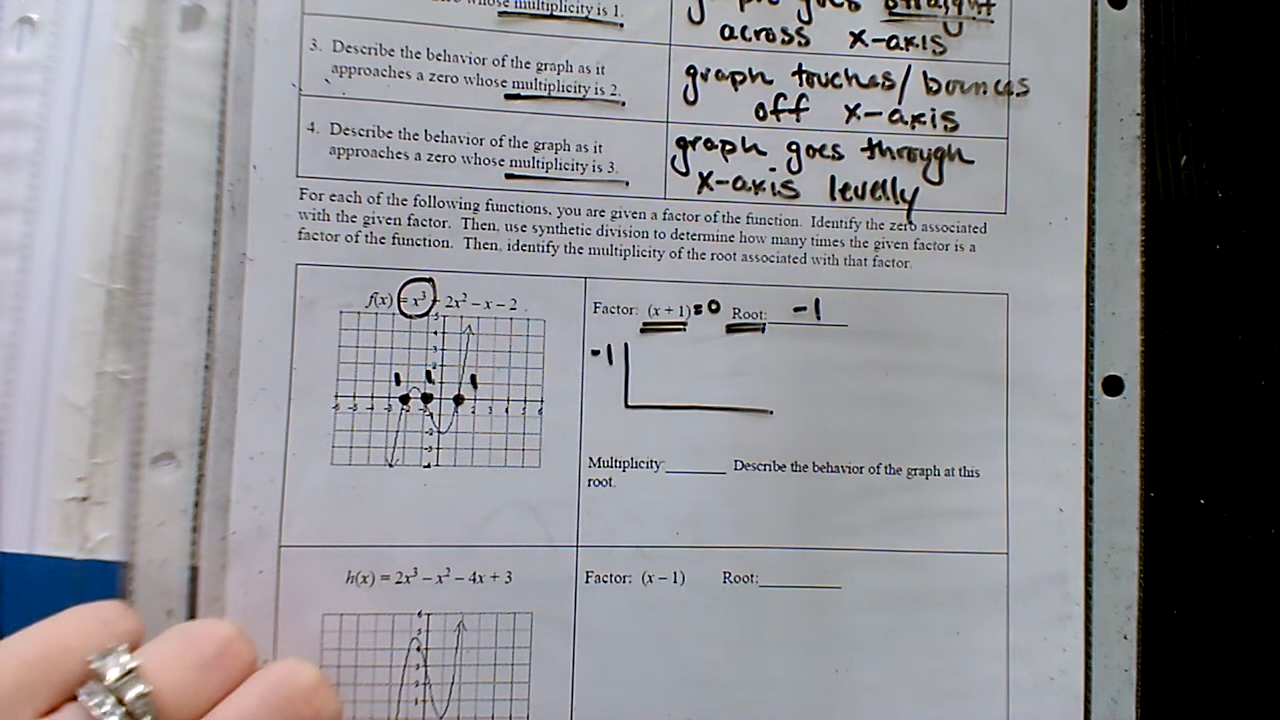 whose multiplicity is 1.
goes straight
across x-axis
3. Describe the behavior of the graph as it
approaches a zero whose multiplicity is 2.
graph touches/bounces
off x-axis
4. Describe the behavior of the graph as it
approaches a zero whose multiplicity is 3.
graph goes through
x-axis levelly
For each of the following functions, you are given a factor of the function. Identify the zero associated
with the given factor. Then, use synthetic division to determine how many times the given factor is a
factor of the function. Then, identify the multiplicity of the root associated with that factor.
f(x) = x³ + 2x² – x – 2
Factor: (x + 1) = 0 Root: -1
-1
Multiplicity: Describe the behavior of the graph at this
root.
h(x) = 2x³ – x² – 4x + 3
Factor: (x – 1) Root: